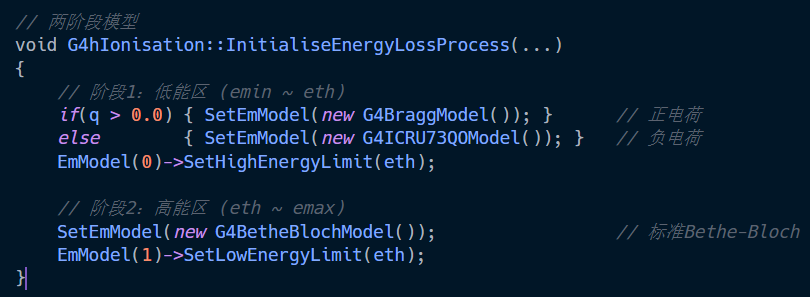 // 两阶段模型
void G4hIonisation::InitialiseEnergyLossProcess(...)
{
    // 阶段1: 低能区 (emin ~ eth)
    if(q > 0.0) { SetEmModel(new G4BraggModel()); }      // 正电荷
    else        { SetEmModel(new G4ICRU73QOModel()); }   // 负电荷
    EmModel(0)->SetHighEnergyLimit(eth);

    // 阶段2: 高能区 (eth ~ emax)
    SetEmModel(new G4BetheBlochModel());                 // 标准Bethe-Bloch
    EmModel(1)->SetLowEnergyLimit(eth);
}